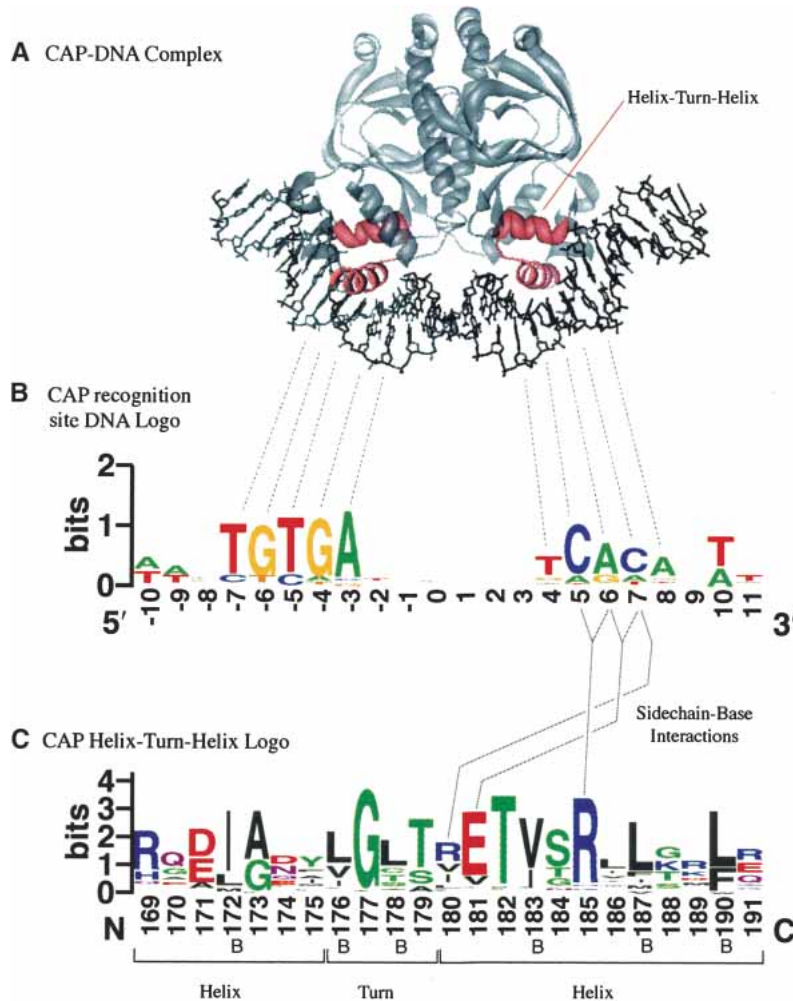 A CAP-DNA Complex
Helix-Turn-Helix
B CAP recognition
site DNA Logo
bits
2
1
0
TGTGA
TCACA
T
A
-10 -9 -8 -7 -6 -5 -4 -3 -2 -1 0 1 2 3 4 5 6 7 8 9 10 11
5′ 3′
Sidechain-Base
Interactions
C CAP Helix-Turn-Helix Logo
bits
4
3
2
1
0
RQDIADYLGLTRETVSRLLGRLR
169 170 171 172 173 174 175 176 177 178 179 180 181 182 183 184 185 186 187 188 189 190 191
N C
B B B B B B
Helix Turn Helix